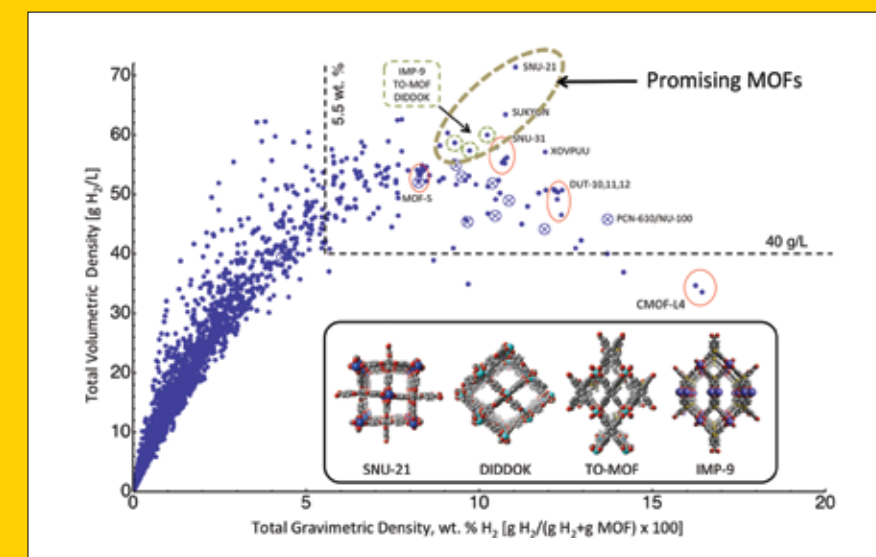 70
60
50
40
30
20
10
0
Total Volumetric Density [g H₂/L]
5.5 wt. %
IMP-9
TO-MOF
DIDDOK
SNU-21
Promising MOFs
SUKYON
SNU-31
XOVPUU
MOF-5
DUT-10,11,12
PCN-610/NU-100
40 g/L
CMOF-L4
SNU-21
DIDDOK
TO-MOF
IMP-9
0
5
10
15
20
Total Gravimetric Density, wt. % H₂ [g H₂/(g H₂+g MOF) x 100]